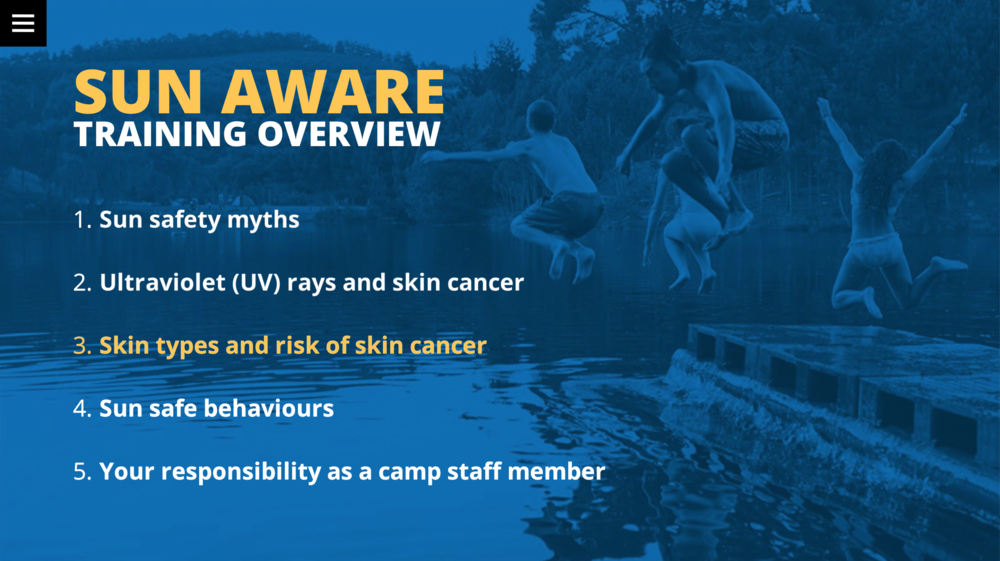 SUN AWARE
TRAINING OVERVIEW
1. Sun safety myths
2. Ultraviolet (UV) rays and skin cancer
3. Skin types and risk of skin cancer
4. Sun safe behaviours
5. Your responsibility as a camp staff member